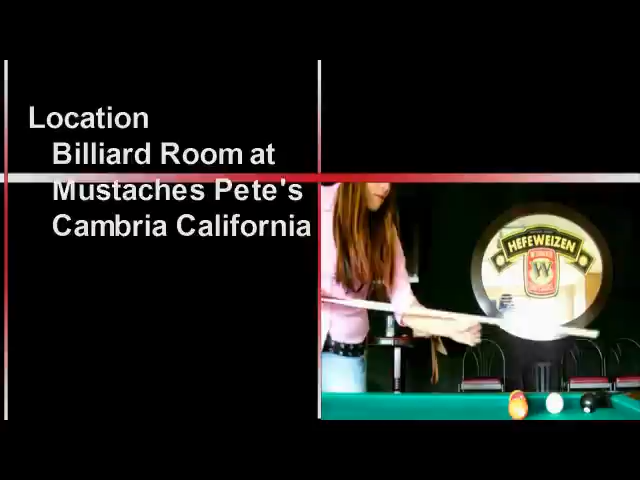 Location
Billiard Room at
Mustaches Pete's
Cambria California
HEFEWEIZEN
W